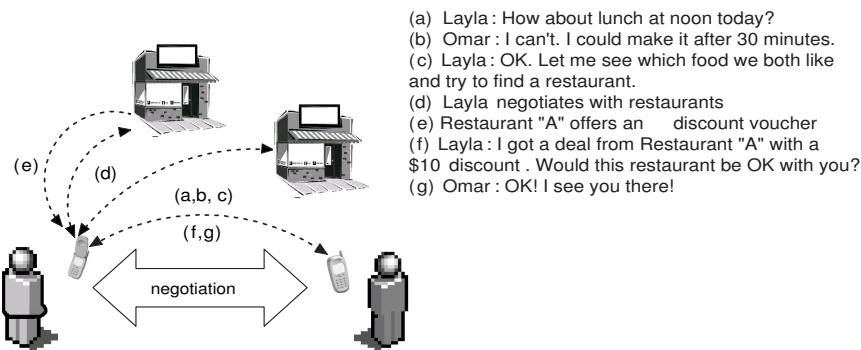 (a) Layla : How about lunch at noon today?
(b) Omar : I can't. I could make it after 30 minutes.
(c) Layla : OK. Let me see which food we both like
and try to find a restaurant.
(d) Layla negotiates with restaurants
(e) Restaurant "A" offers an discount voucher
(f) Layla : I got a deal from Restaurant "A" with a
$10 discount . Would this restaurant be OK with you?
(g) Omar : OK! I see you there!
(e)
(d)
(a,b, c)
(f,g)
negotiation